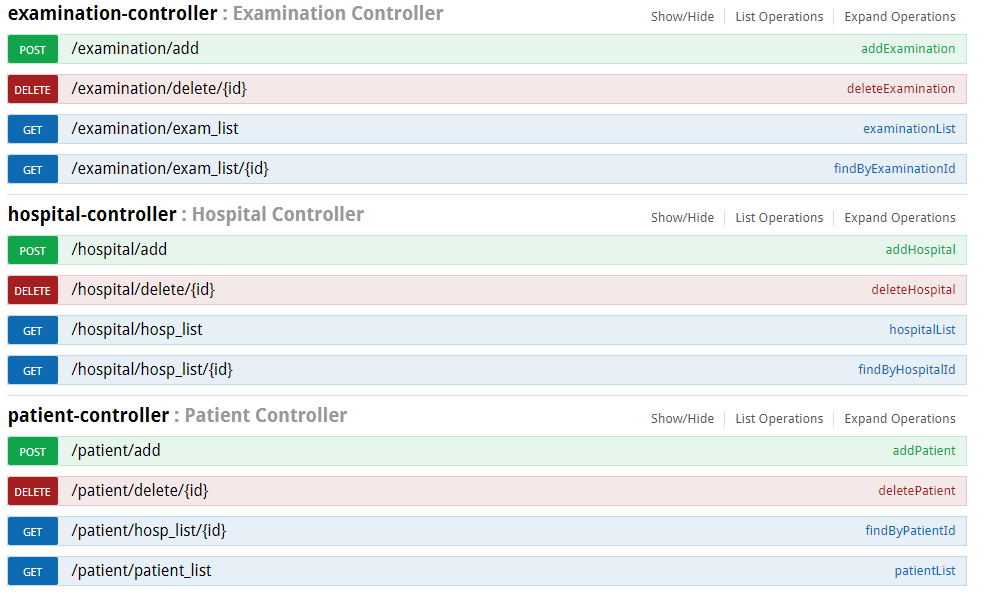 examination-controller : Examination Controller Show/Hide List Operations Expand Operations
POST /examination/add addExamination
DELETE /examination/delete/{id} deleteExamination
GET /examination/exam_list examinationList
GET /examination/exam_list/{id} findByExaminationId
hospital-controller : Hospital Controller Show/Hide List Operations Expand Operations
POST /hospital/add addHospital
DELETE /hospital/delete/{id} deleteHospital
GET /hospital/hosp_list hospitalList
GET /hospital/hosp_list/{id} findByHospitalId
patient-controller : Patient Controller Show/Hide List Operations Expand Operations
POST /patient/add addPatient
DELETE /patient/delete/{id} deletePatient
GET /patient/hosp_list/{id} findByPatientId
GET /patient/patient_list patientList